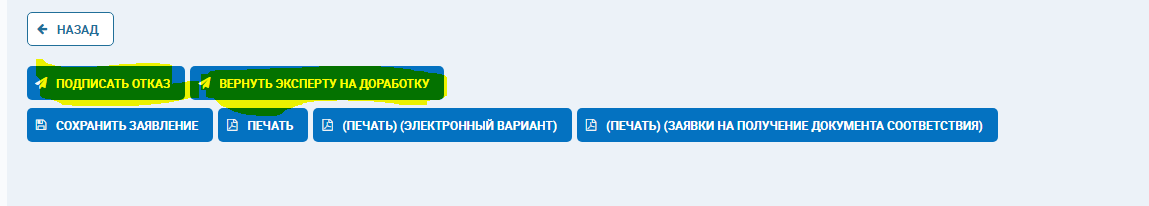 НАЗАД
ПОДПИСАТЬ ОТКАЗ ВЕРНУТЬ ЭКСПЕРТУ НА ДОРАБОТКУ
СОХРАНИТЬ ЗАЯВЛЕНИЕ ПЕЧАТЬ (ПЕЧАТЬ) (ЭЛЕКТРОННЫЙ ВАРИАНТ) (ПЕЧАТЬ) (ЗАЯВКИ НА ПОЛУЧЕНИЕ ДОКУМЕНТА СООТВЕТСТВИЯ)